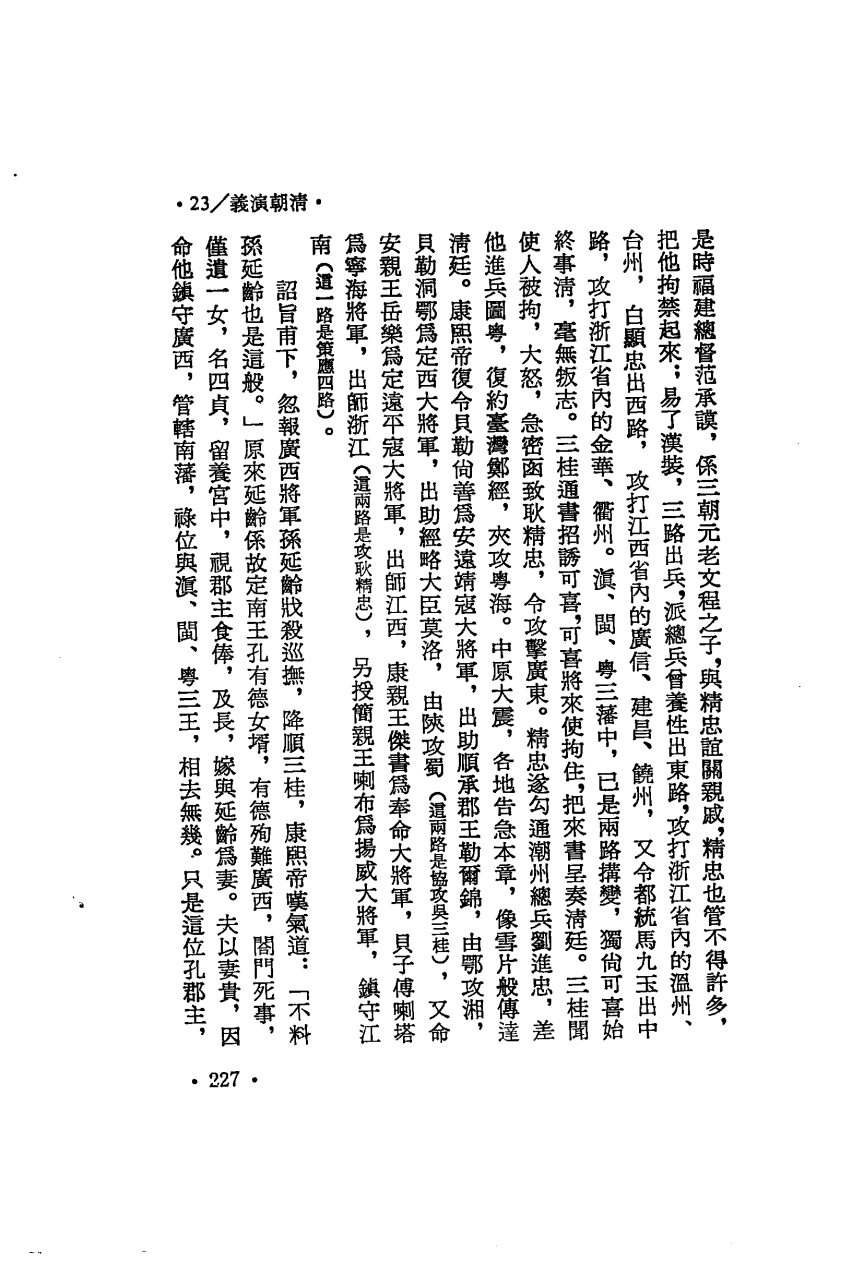 •23/義演朝清•
是時福建總督范承謨，係三朝元老文程之子，與精忠誼關親戚，精忠也管不得許多，
把他拘禁起來；易了漢裝，三路出兵，派總兵曾養性出東路，攻打浙江省內的溫州、
台州，白顯忠出西路，攻打江西省內的廣信、建昌、饒州，又令都統馬九玉出中
路，攻打浙江省內的金華、衢州。滇、閩、粵三藩中，已是兩路搆變，獨尙可喜始
終事清，毫無叛志。三桂通書招誘可喜，可喜將來使拘住，把來書呈奏清廷。三桂聞
使人被拘，大怒，急密函致耿精忠，令攻擊廣東。精忠遂勾通潮州總兵劉進忠，差
他進兵圖粵，復約臺灣鄭經，夾攻粵海。中原大震，各地告急本章，像雪片般傳達
清廷。康熙帝復令貝勒尙善爲安遠靖寇大將軍，出助順承郡王勒爾錦，由鄂攻湘，
貝勒洞鄂爲定西大將軍，出助經略大臣莫洛，由陝攻蜀（這兩路是協攻吳三桂），又命
安親王岳樂爲定遠平寇大將軍，出師江西，康親王傑書爲奉命大將軍，貝子傅喇塔
爲寧海將軍，出師浙江（這兩路是攻耿精忠），另授簡親王喇布爲揚威大將軍，鎭守江
南（這一路是策應四路）。
詔旨甫下，忽報廣西將軍孫延齡戕殺巡撫，降順三桂，康熙帝嘆氣道：「不料
孫延齡也是這般。」原來延齡係故定南王孔有德女壻，有德殉難廣西，閤門死事，
僅遺一女，名四貞，留養宮中，視郡主食俸，及長，嫁與延齡爲妻。夫以妻貴，因
命他鎭守廣西，管轄南藩，祿位與滇、閩、粵三王，相去無幾。只是這位孔郡主，
•227•